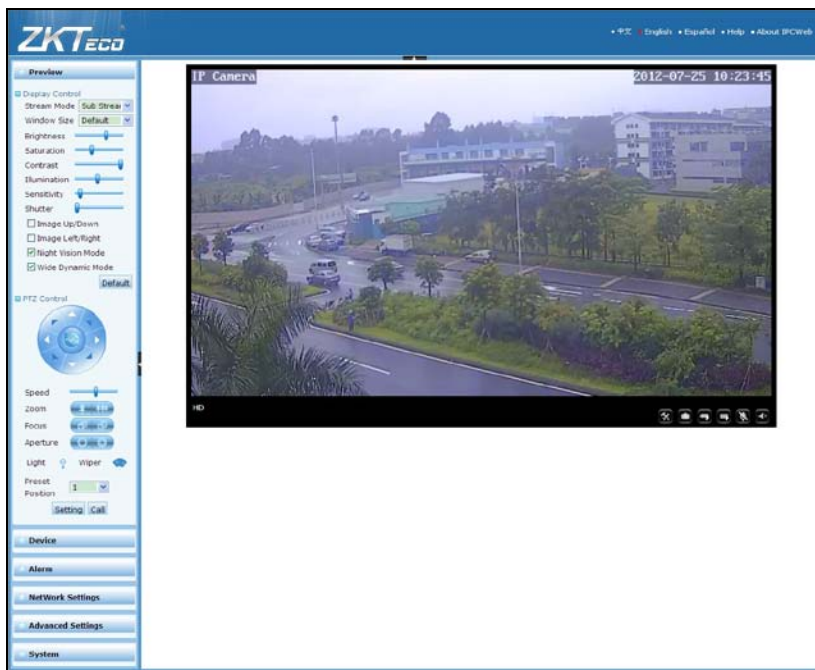 ZKTeco
中文 English Español Help About IPCWeb
Preview
Display Control
Stream Mode Sub Strea
Window Size Default
Brightness
Saturation
Contrast
Illumination
Sensitivity
Shutter
Image Up/Down
Image Left/Right
Night Vision Mode
Wide Dynamic Mode
Default
PTZ Control
Speed
Zoom
Focus
Aperture
Light Wiper
Preset
Position 1
Setting Call
Device
Alarm
NetWork Settings
Advanced Settings
System
IP Camera 2012-07-25 10:23:45
HD